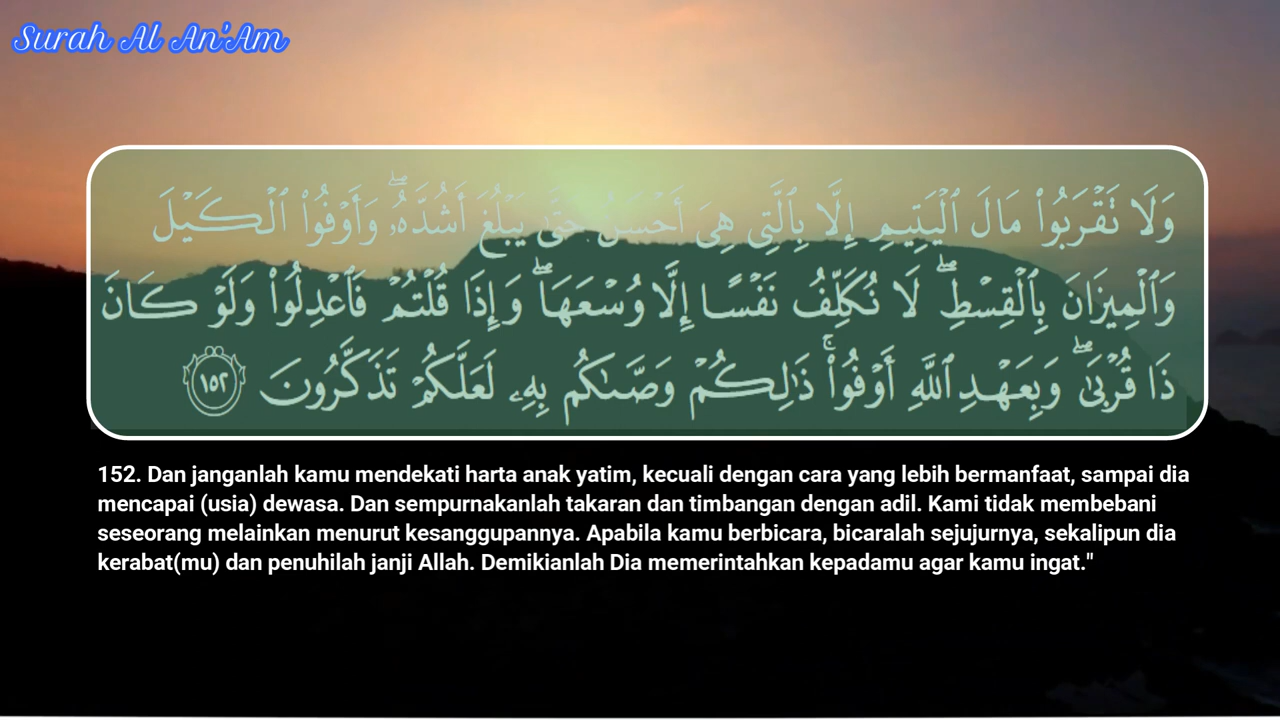 Surah Al An'Am
وَلَا تَقْرَبُوا۟ مَالَ ٱلْيَتِيمِ إِلَّا بِٱلَّتِى هِىَ أَحْسَنُ حَتَّىٰ يَبْلُغَ أَشُدَّهُۥ ۖ وَأَوْفُوا۟ ٱلْكَيْلَ
وَٱلْمِيزَانَ بِٱلْقِسْطِ ۖ لَا نُكَلِّفُ نَفْسًا إِلَّا وُسْعَهَا ۖ وَإِذَا قُلْتُمْ فَٱعْدِلُوا۟ وَلَوْ كَانَ
ذَا قُرْبَىٰ ۖ وَبِعَهْدِ ٱللَّهِ أَوْفُوا۟ ۚ ذَٰلِكُمْ وَصَّىٰكُم بِهِۦ لَعَلَّكُمْ تَذَكَّرُونَ ١٥٢
152. Dan janganlah kamu mendekati harta anak yatim, kecuali dengan cara yang lebih bermanfaat, sampai dia
mencapai (usia) dewasa. Dan sempurnakanlah takaran dan timbangan dengan adil. Kami tidak membebani
seseorang melainkan menurut kesanggupannya. Apabila kamu berbicara, bicaralah sejujurnya, sekalipun dia
kerabat(mu) dan penuhilah janji Allah. Demikianlah Dia memerintahkan kepadamu agar kamu ingat."